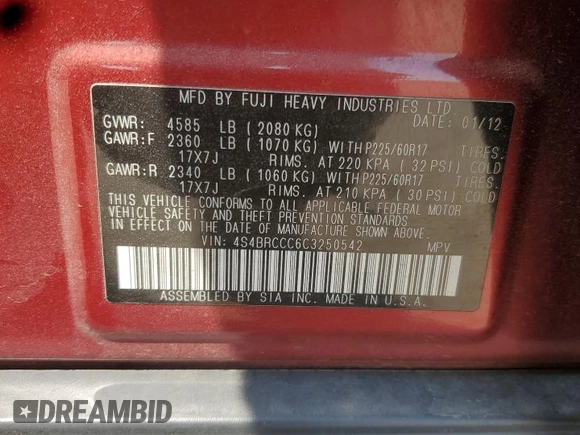 MFD BY FUJI HEAVY INDUSTRIES LTD.
GVWR: 4585 LB ( 2080 KG) DATE: 01/12
GAWR:F 2360 LB ( 1070 KG) WITH P225/60R17 TIRES.
17X7J RIMS. AT 220 KPA ( 32 PSI) COLD
GAWR:R 2340 LB ( 1060 KG) WITH P225/60R17 TIRES.
17X7J RIMS. AT 210 KPA ( 30 PSI) COLD
THIS VEHICLE CONFORMS TO ALL APPLICABLE FEDERAL MOTOR
VEHICLE SAFETY AND THEFT PREVENTION STANDARDS
IN EFFECT ON THE DATE OF MANUFACTURE SHOWN ABOVE.
VIN: 4S4BRCCC6C3250542 MPV
ASSEMBLED BY SIA INC. MADE IN U.S.A.
DREAMBID